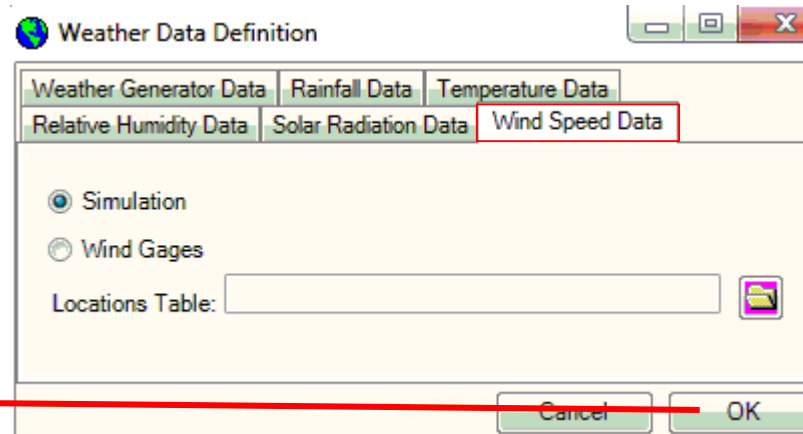 Weather Data Definition
Weather Generator Data Rainfall Data Temperature Data
Relative Humidity Data Solar Radiation Data Wind Speed Data
Simulation
Wind Gages
Locations Table:
Cancel OK